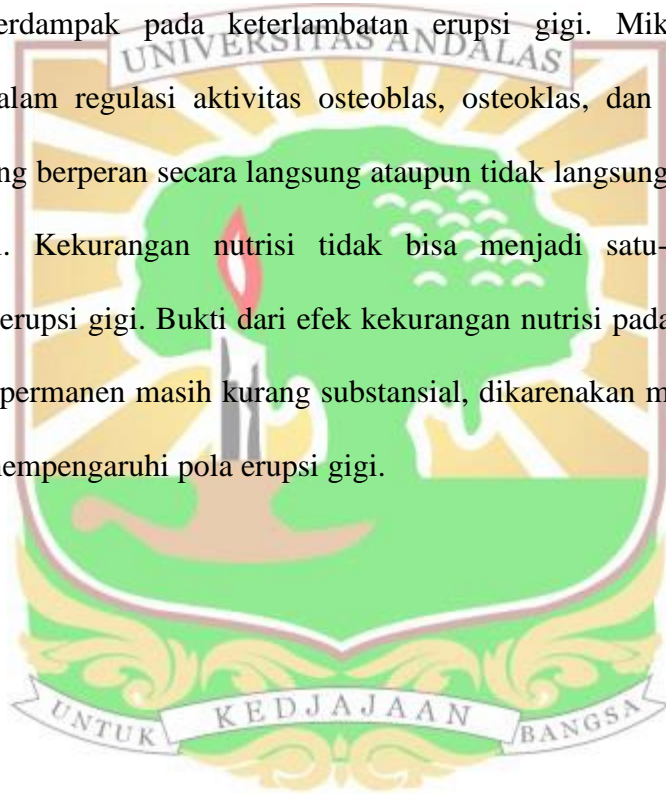 erdampak pada keterlambatan erupsi gigi. Mik
UNIVERSITAS ANDALAS
alam regulasi aktivitas osteoblas, osteoklas, dan
ng berperan secara langsung ataupun tidak langsung
. Kekurangan nutrisi tidak bisa menjadi satu-
erupsi gigi. Bukti dari efek kekurangan nutrisi pada
permanen masih kurang substansial, dikarenakan m
mempengaruhi pola erupsi gigi.
UNTUK KEDJAJAAN BANGSA